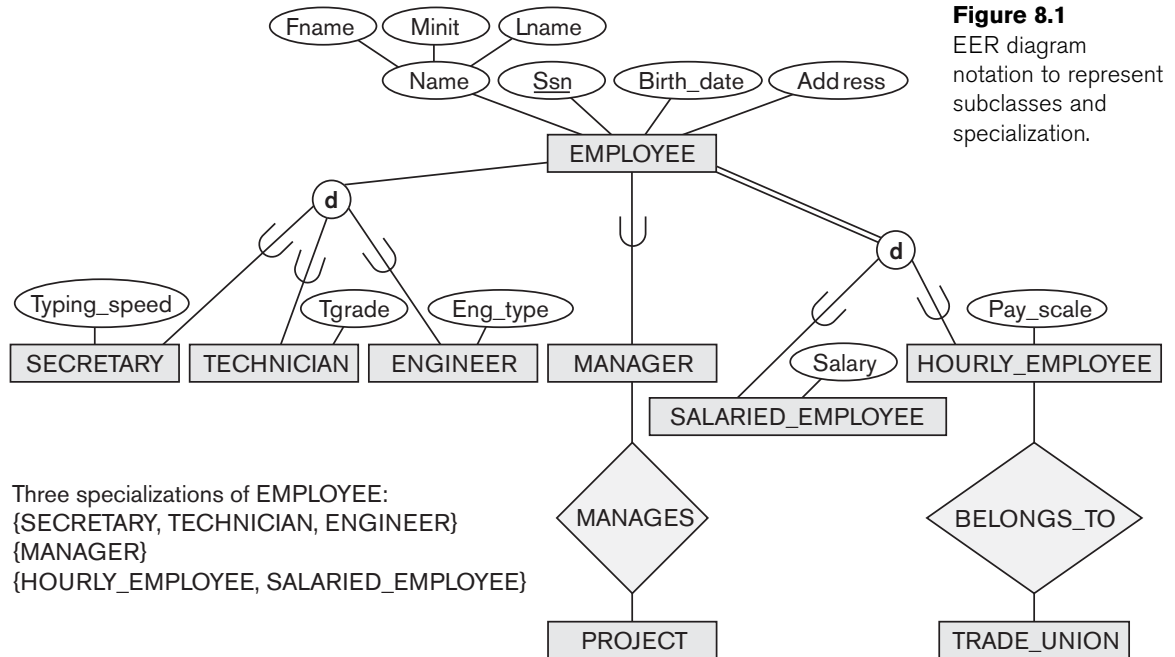 Figure 8.1
EER diagram
notation to represent
subclasses and
specialization.
Fname Minit Lname
Name Ssn Birth_date Address
EMPLOYEE
d
d
Typing_speed Tgrade Eng_type Pay_scale
SECRETARY TECHNICIAN ENGINEER MANAGER Salary HOURLY_EMPLOYEE
SALARIED_EMPLOYEE
Three specializations of EMPLOYEE:
{SECRETARY, TECHNICIAN, ENGINEER}
{MANAGER}
{HOURLY_EMPLOYEE, SALARIED_EMPLOYEE}
MANAGES BELONGS_TO
PROJECT TRADE_UNION